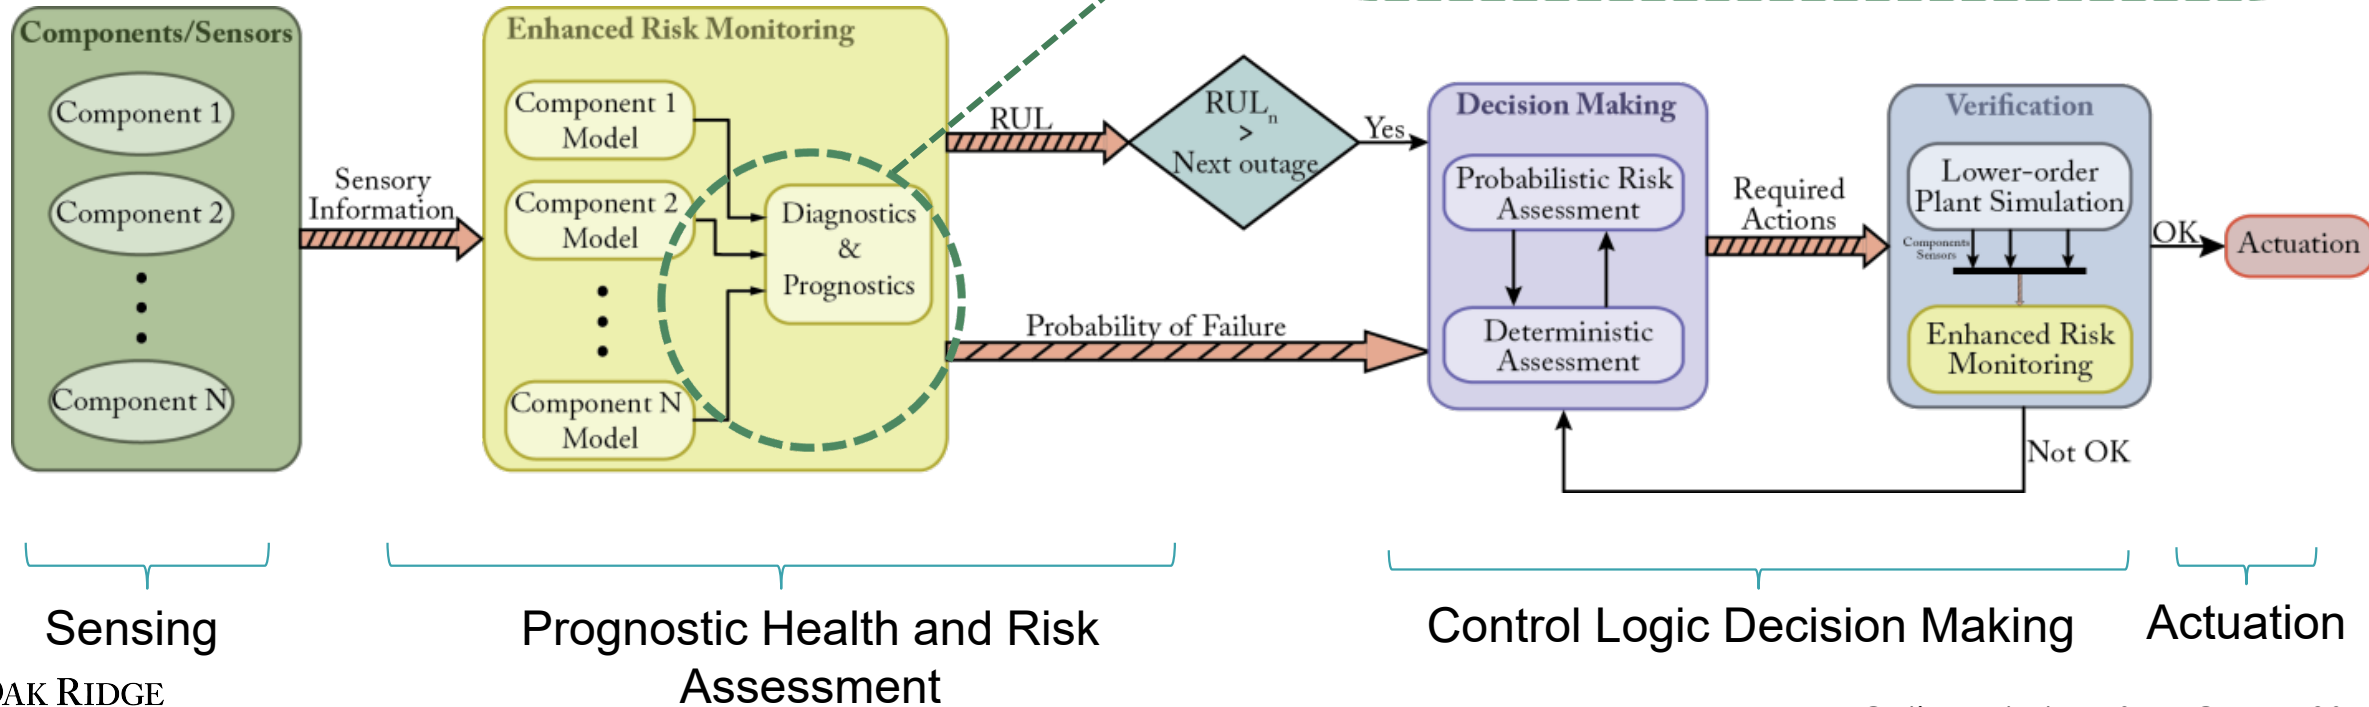 Components/Sensors
Component 1
Component 2
Component N
Sensory
Information
Enhanced Risk Monitoring
Component 1
Model
Component 2
Model
Component N
Model
Diagnostics
&
Prognostics
RUL
RULn
>
Next outage
Yes
Probability of Failure
Decision Making
Probabilistic Risk
Assessment
Deterministic
Assessment
Required
Actions
Verification
Lower-order
Plant Simulation
Components
Sensors
Enhanced Risk
Monitoring
OK
Not OK
Actuation
Sensing
Prognostic Health and Risk
Assessment
Control Logic Decision Making
Actuation
OAK RIDGE